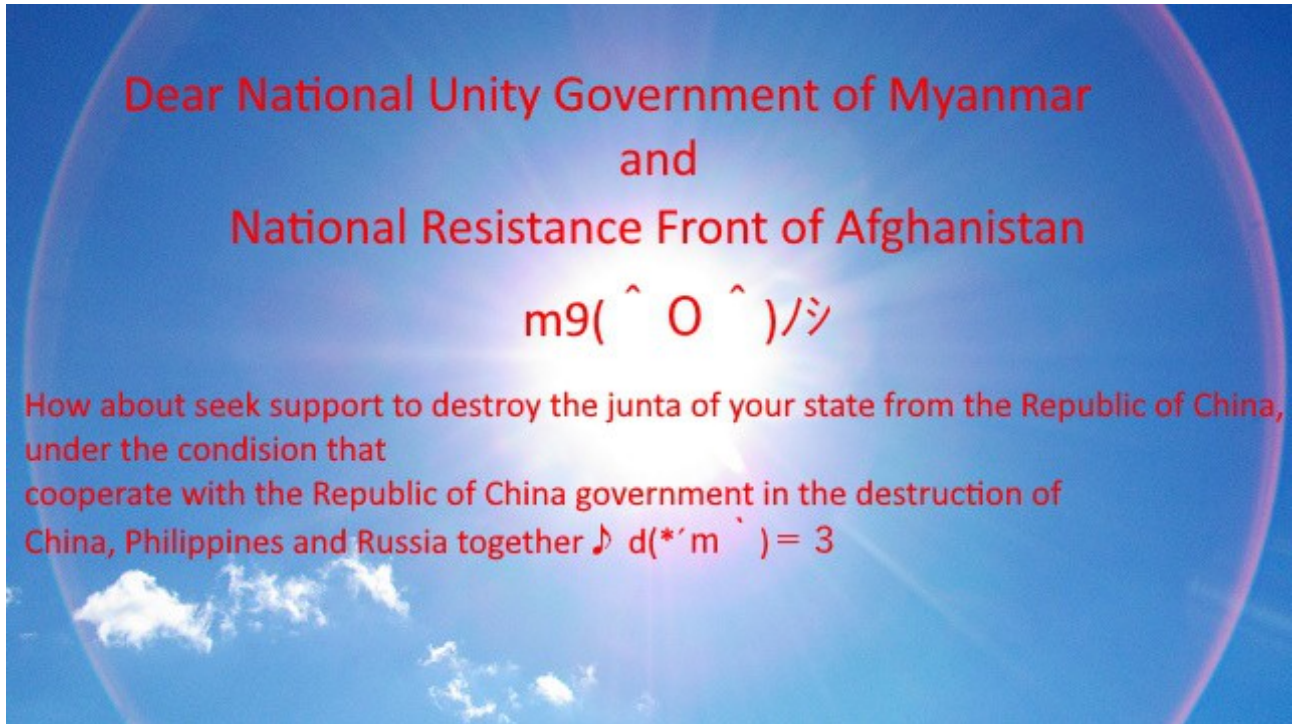 Dear National Unity Government of Myanmar
and
National Resistance Front of Afghanistan
m9( ＾ O ＾ )ノシ
How about seek support to destroy the junta of your state from the Republic of China,
under the condision that
cooperate with the Republic of China government in the destruction of
China, Philippines and Russia together ♪ d(*´m｀)＝３